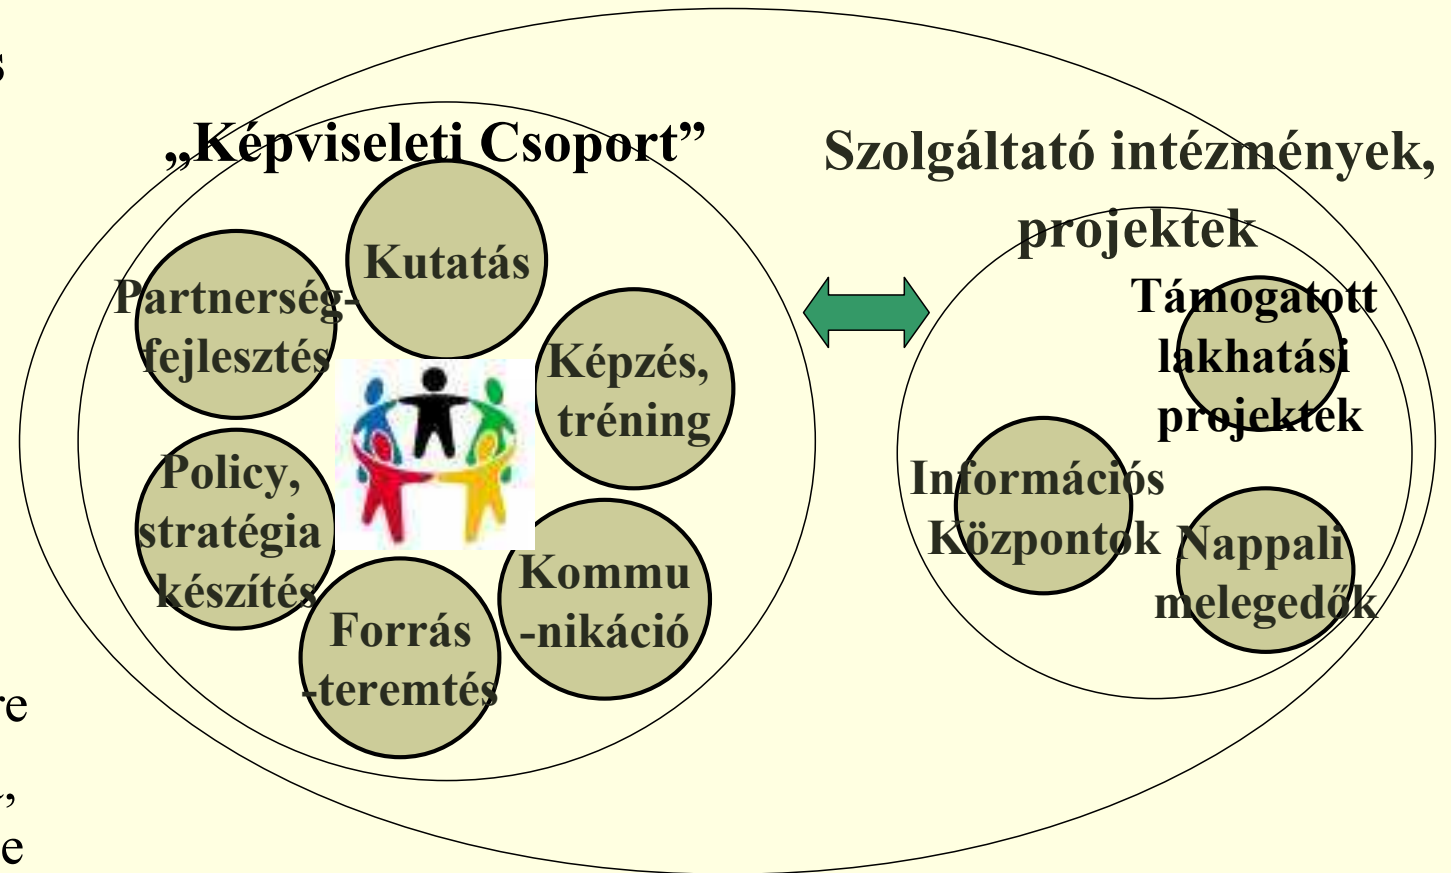 „Képviseleti Csoport”
Szolgáltató intézmények,
projektek
Kutatás
Partnerség-
fejlesztés
Képzés,
tréning
Policy,
stratégia
készítés
Forrás
-teremtés
Kommu
-nikáció
Támogatott
lakhatási
projektek
Információs
Központok
Nappali
melegedők